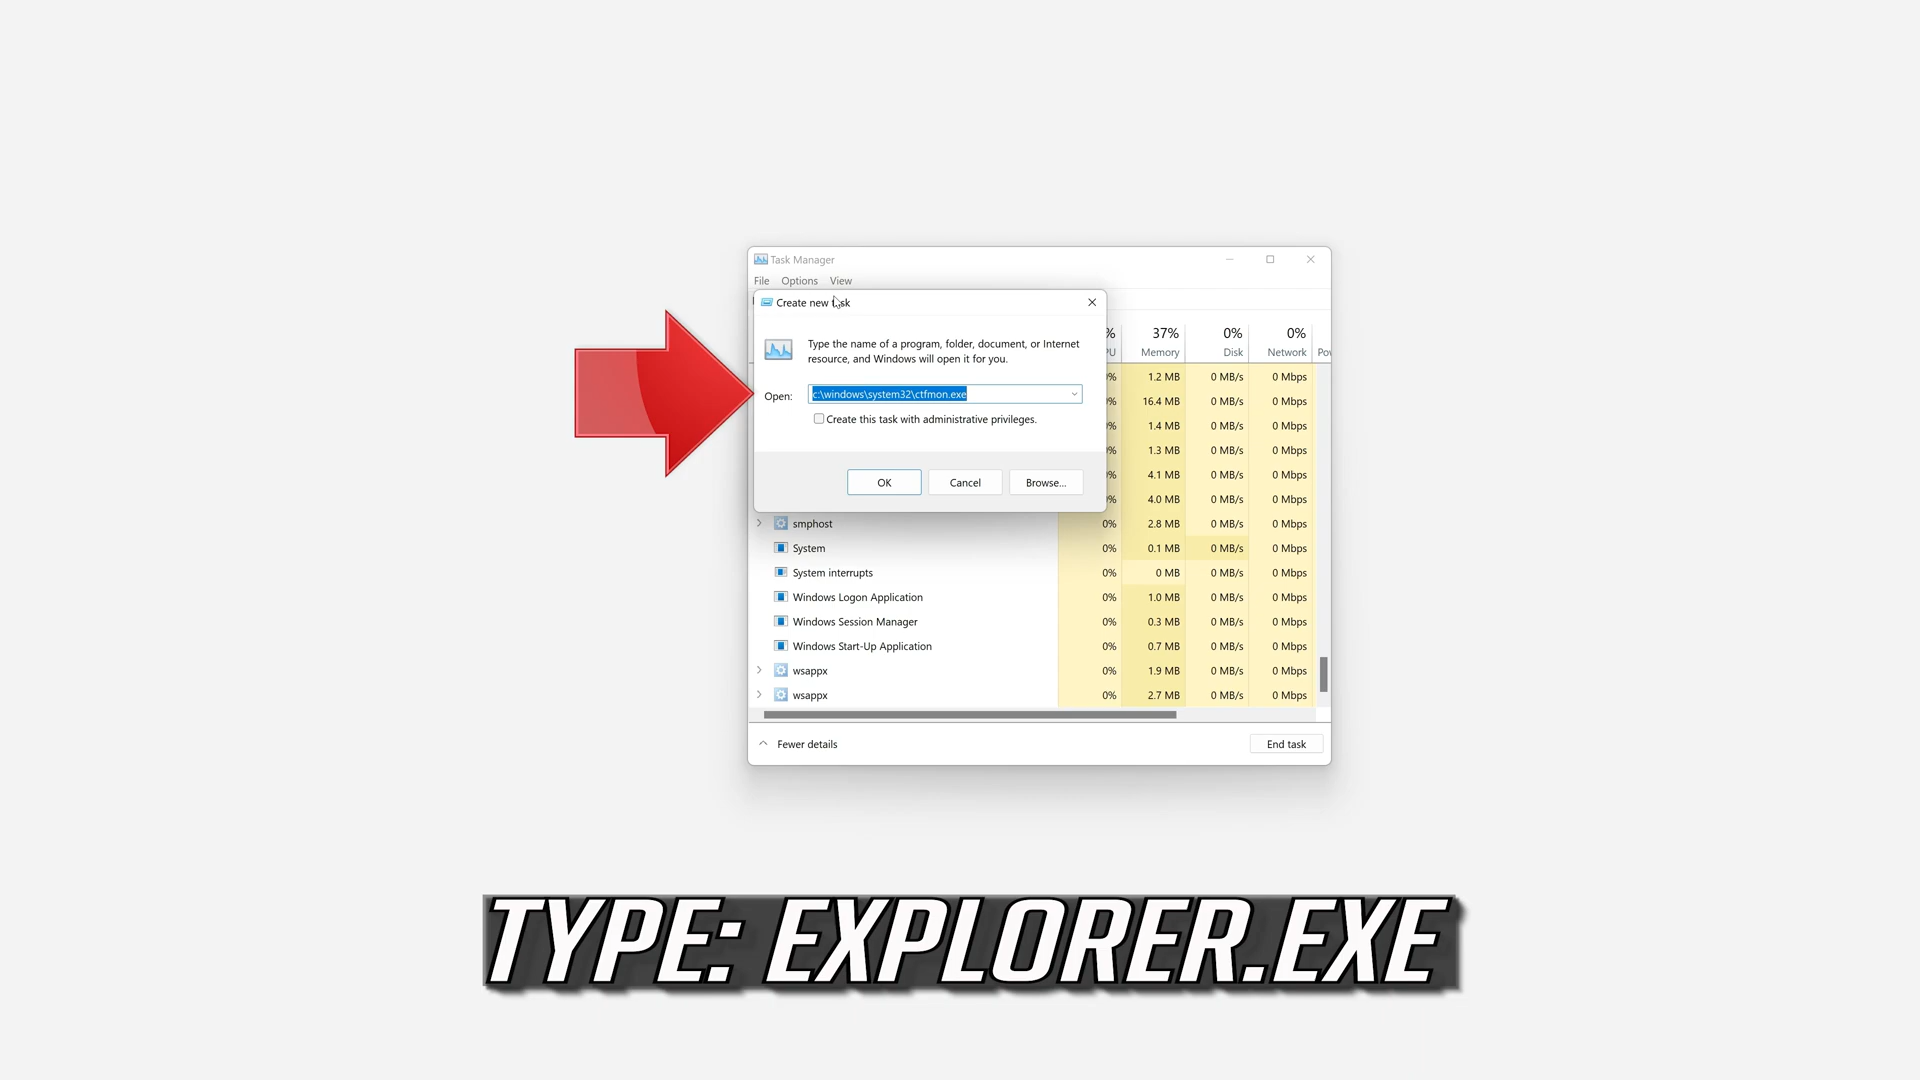 Task Manager
File Options View
Create new task
Type the name of a program, folder, document, or Internet
resource, and Windows will open it for you.
Open: c:\windows\system32\ctfmon.exe
Create this task with administrative privileges.
OK Cancel Browse...
% 37% 0% 0%
PU Memory Disk Network Pow
% 1.2 MB 0 MB/s 0 Mbps
% 16.4 MB 0 MB/s 0 Mbps
% 1.4 MB 0 MB/s 0 Mbps
% 1.3 MB 0 MB/s 0 Mbps
% 4.1 MB 0 MB/s 0 Mbps
% 4.0 MB 0 MB/s 0 Mbps
smphost 0% 2.8 MB 0 MB/s 0 Mbps
System 0% 0.1 MB 0 MB/s 0 Mbps
System interrupts 0% 0 MB 0 MB/s 0 Mbps
Windows Logon Application 0% 1.0 MB 0 MB/s 0 Mbps
Windows Session Manager 0% 0.3 MB 0 MB/s 0 Mbps
Windows Start-Up Application 0% 0.7 MB 0 MB/s 0 Mbps
wsappx 0% 1.9 MB 0 MB/s 0 Mbps
wsappx 0% 2.7 MB 0 MB/s 0 Mbps
Fewer details End task
TYPE: EXPLORER.EXE